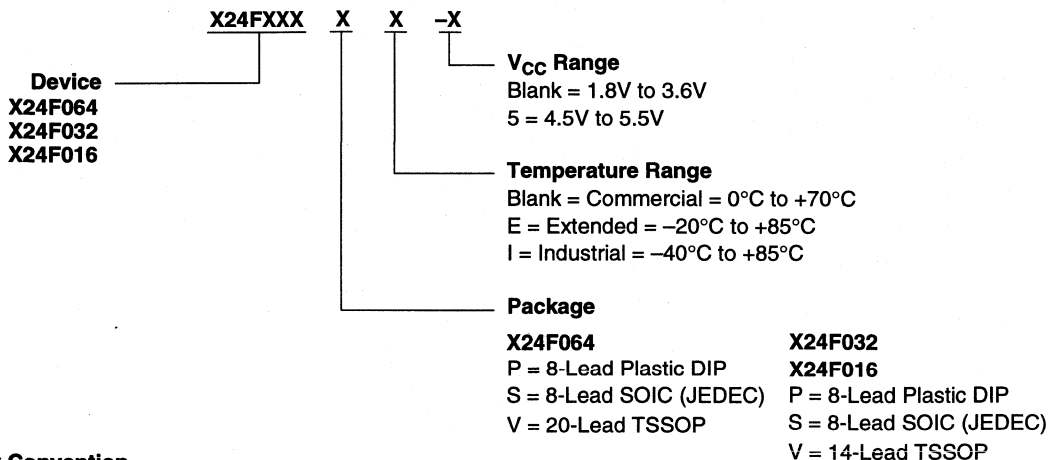 X24FXXX X X –X
Device
X24F064
X24F032
X24F016
VCC Range
Blank = 1.8V to 3.6V
5 = 4.5V to 5.5V
Temperature Range
Blank = Commercial = 0°C to +70°C
E = Extended = –20°C to +85°C
I = Industrial = –40°C to +85°C
Package
X24F064
P = 8-Lead Plastic DIP
S = 8-Lead SOIC (JEDEC)
V = 20-Lead TSSOP
X24F032
X24F016
P = 8-Lead Plastic DIP
S = 8-Lead SOIC (JEDEC)
V = 14-Lead TSSOP
Convention